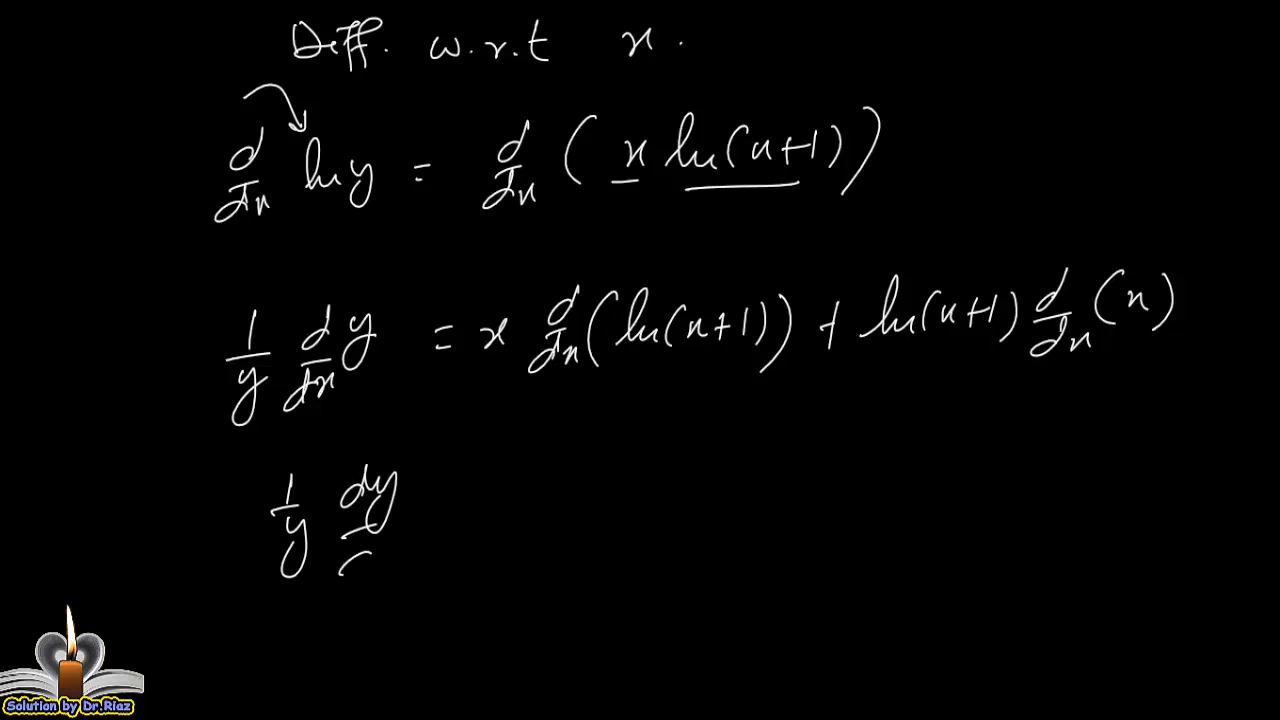 Diff. w.r.t x.
d/dx ln y = d/dx ( x ln(x+1) )
1/y d/dx y = x d/dx (ln(x+1)) + ln(x+1) d/dx (x)
1/y dy/
Solution by Dr.Riaz